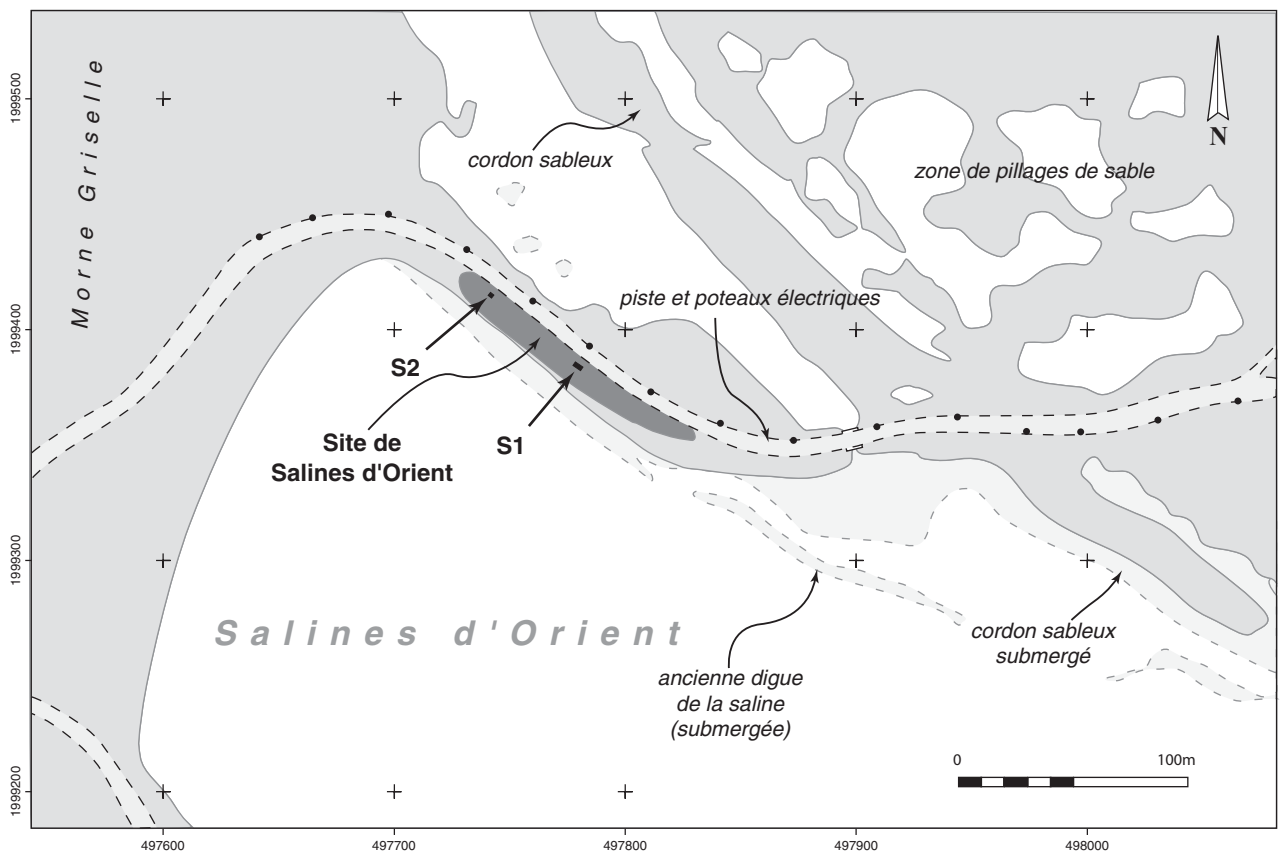 Morne Griselle
cordon sableux
zone de pillages de sable
N
piste et poteaux électriques
S2
S1
Site de
Salines d'Orient
Salines d'Orient
ancienne digue
de la saline
(submergée)
cordon sableux
submergé
0 100m
1999500
1999400
1999300
1999200
497600 497700 497800 497900 498000